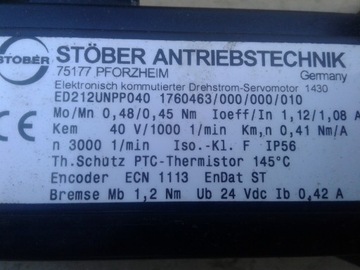 STÖBER
STÖBER ANTRIEBSTECHNIK
75177 PFORZHEIM Germany
Elektronisch kommutierter Drehstrom-Servomotor 1430
ED212UNPP040 1760463/000/000/010
Mo/Mn 0,48/0,45 Nm Ioeff/In 1,12/1,08 A
Kem 40 V/1000 1/min Km,n 0,41 Nm/A
n 3000 1/min Iso.-Kl. F IP56
Th.Schütz PTC-Thermistor 145°C
Encoder ECN 1113 EnDat ST
Bremse Mb 1,2 Nm Ub 24 Vdc Ib 0,42 A